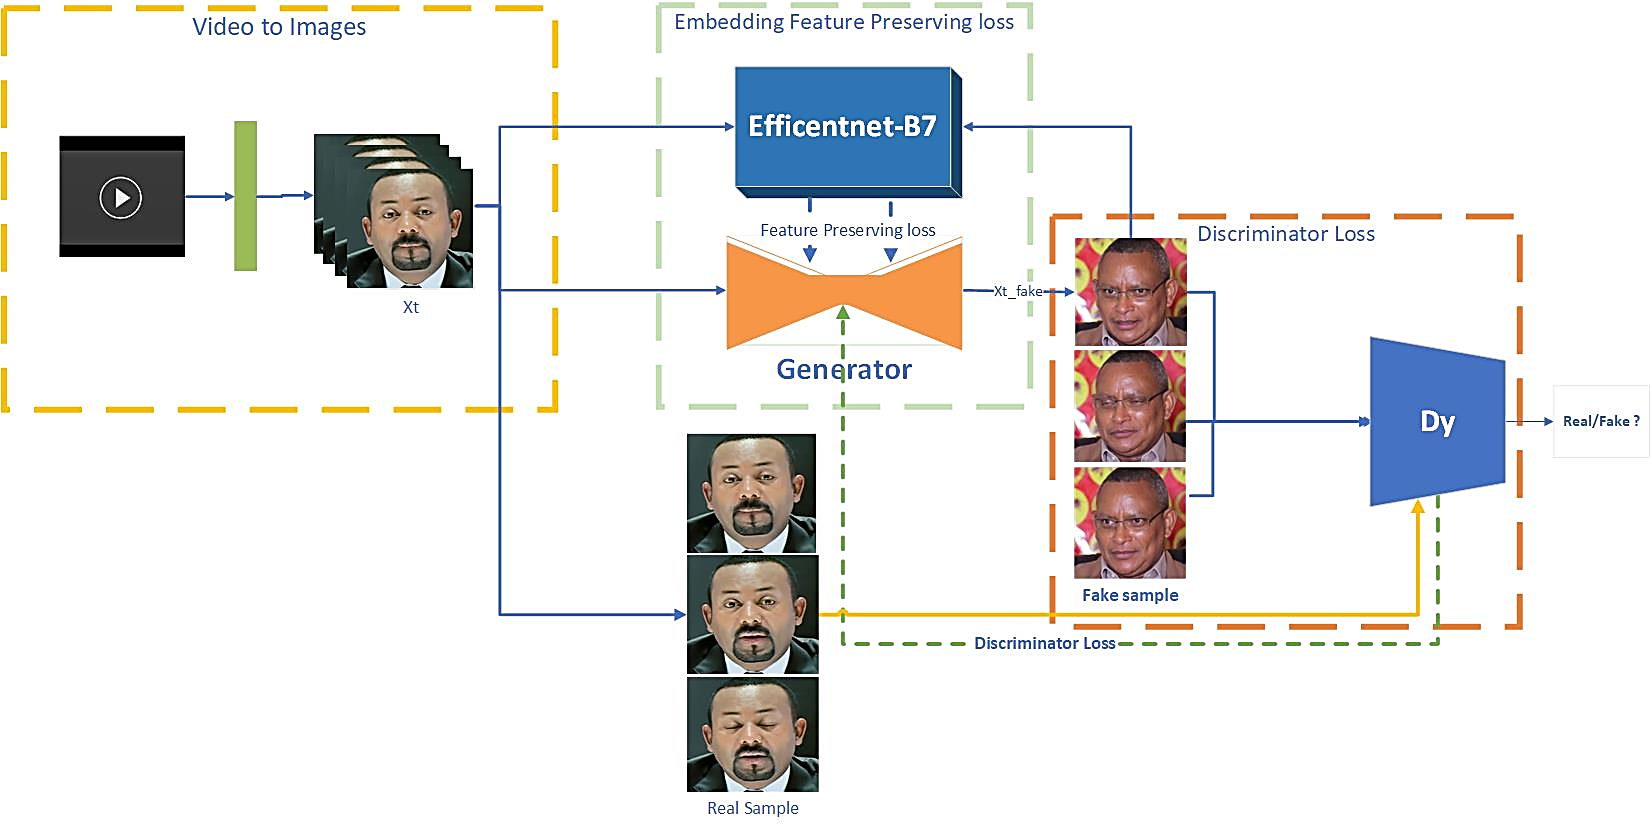 Video to Images
Embedding Feature Preserving loss
Efficentnet-B7
Feature Preserving loss
Discriminator Loss
Xt_fake
Xt
Generator
Dy
Real/Fake ?
Fake sample
Discriminator Loss
Real Sample